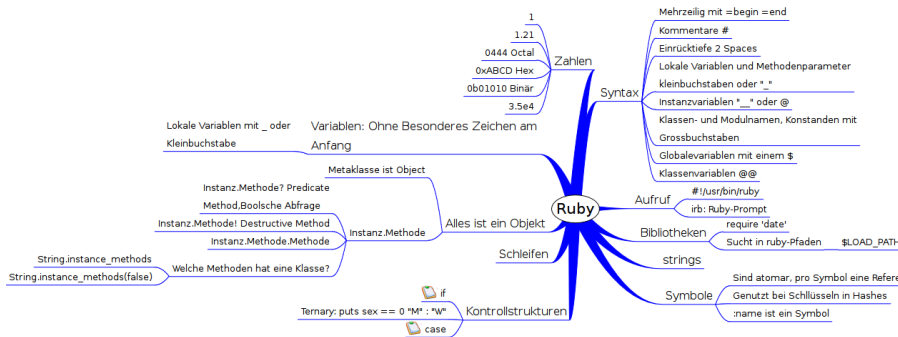 Ruby
Zahlen
1
1.21
0444 Octal
0xABCD Hex
0b01010 Binär
3.5e4
Variablen: Ohne Besonderes Zeichen am
Anfang
Lokale Variablen mit _ oder
Kleinbuchstabe
Alles ist ein Objekt
Metaklasse ist Object
Instanz.Methode
Instanz.Methode? Predicate
Method,Boolsche Abfrage
Instanz.Methode! Destructive Method
Instanz.Methode.Methode
Welche Methoden hat eine Klasse?
String.instance_methods
String.instance_methods(false)
Schleifen
Kontrollstrukturen
if
Ternary: puts sex == 0 "M" : "W"
case
Syntax
Mehrzeilig mit =begin =end
Kommentare #
Einrücktiefe 2 Spaces
Lokale Variablen und Methodenparameter
kleinbuchstaben oder "_"
Instanzvariablen "__" oder @
Klassen- und Modulnamen, Konstanden mit
Grossbuchstaben
Globalevariablen mit einem $
Klassenvariablen @@
Aufruf
#!/usr/bin/ruby
irb: Ruby-Prompt
Bibliotheken
require 'date'
Sucht in ruby-Pfaden
$LOAD_PATH
strings
Symbole
Sind atomar, pro Symbol eine Refere
Genutzt bei Schllüsseln in Hashes
:name ist ein Symbol